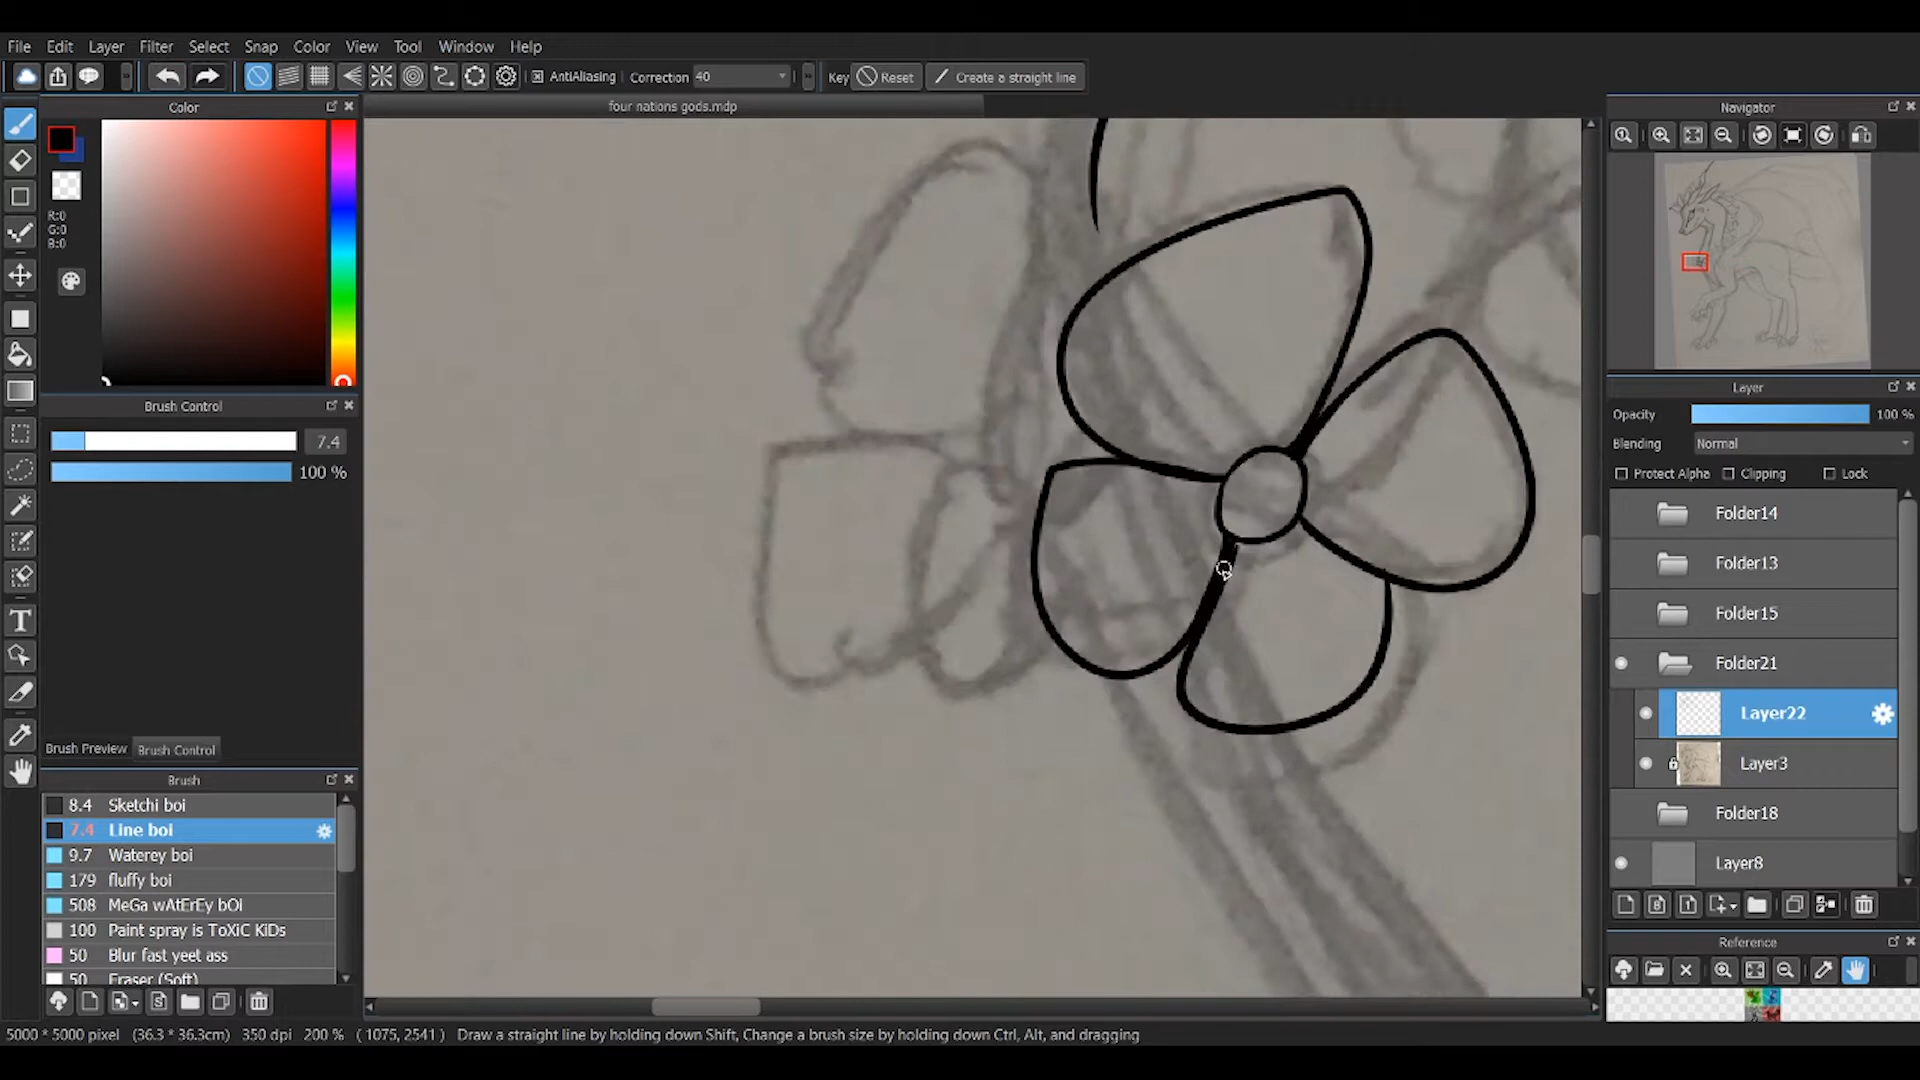 File Edit Layer Filter Select Snap Color View Tool Window Help
AntiAliasing Correction 40 Key Reset Create a straight line
Color
four nations gods.mdp
Navigator
R:0
G:0
B:0
Layer
Opacity 100 %
Brush Control
Blending Normal
7.4
100 %
Protect Alpha Clipping Lock
Folder14
Folder13
Folder15
Folder21
Layer22
Layer3
Folder18
Layer8
Brush Preview Brush Control
Brush
8.4 Sketchi boi
7.4 Line boi
9.7 Waterey boi
179 fluffy boi
508 MeGa wAtErEy bOi
100 Paint spray is ToXiC KiDs
50 Blur fast yeet ass
50 Eraser (Soft)
Reference
5000 * 5000 pixel (36.3 * 36.3cm) 350 dpi 200 % ( 1075, 2541 ) Draw a straight line by holding down Shift, Change a brush size by holding down Ctrl, Alt, and dragging